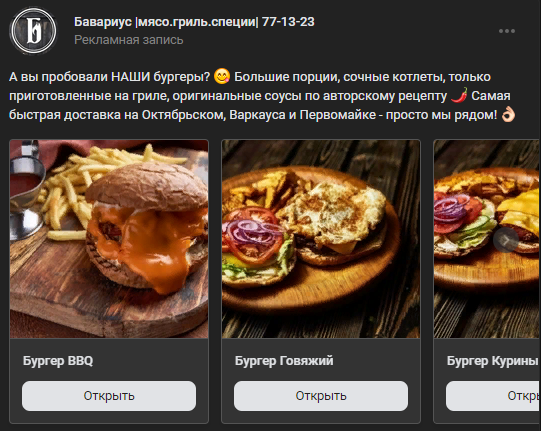 Б
Бавариус |мясо.гриль.специи| 77-13-23
Рекламная запись
А вы пробовали НАШИ бургеры? 😊 Большие порции, сочные котлеты, только
приготовленные на гриле, оригинальные соусы по авторскому рецепту 🌶️ Самая
быстрая доставка на Октябрьском, Варкауса и Первомайке - просто мы рядом! 👌🏻
Бургер BBQ
Бургер Говяжий
Бургер Курины
Открыть
Открыть
Откры